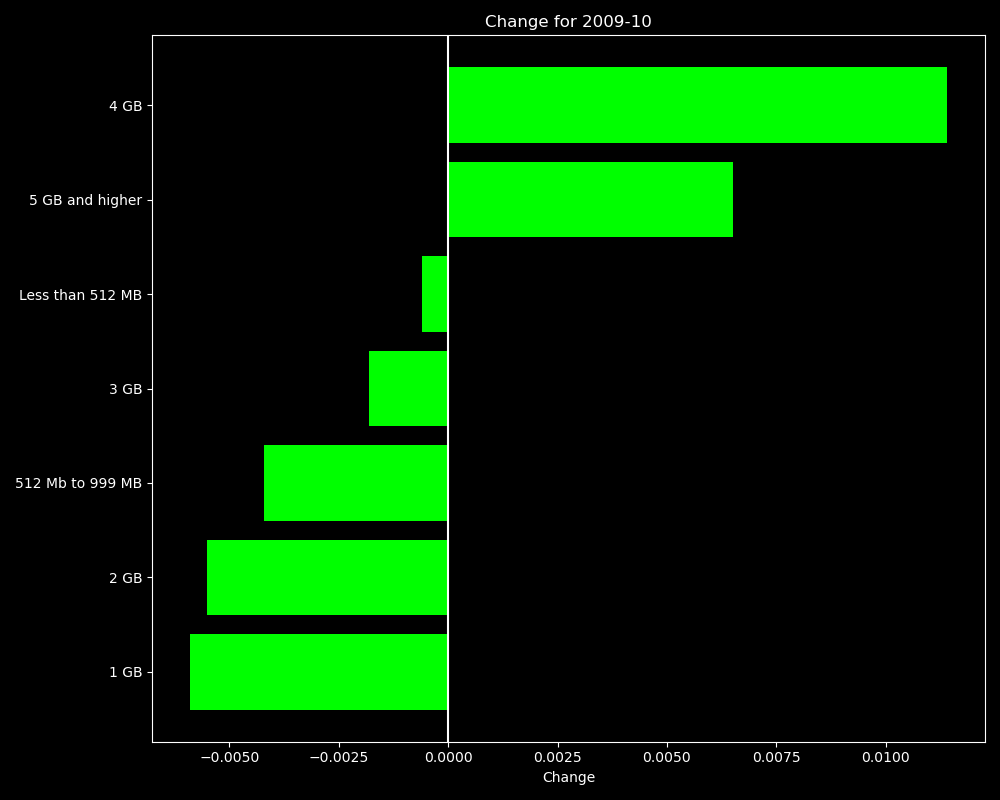 Change for 2009-10
4 GB
5 GB and higher
Less than 512 MB
3 GB
512 Mb to 999 MB
2 GB
1 GB
−0.0050 −0.0025 0.0000 0.0025 0.0050 0.0075 0.0100
Change